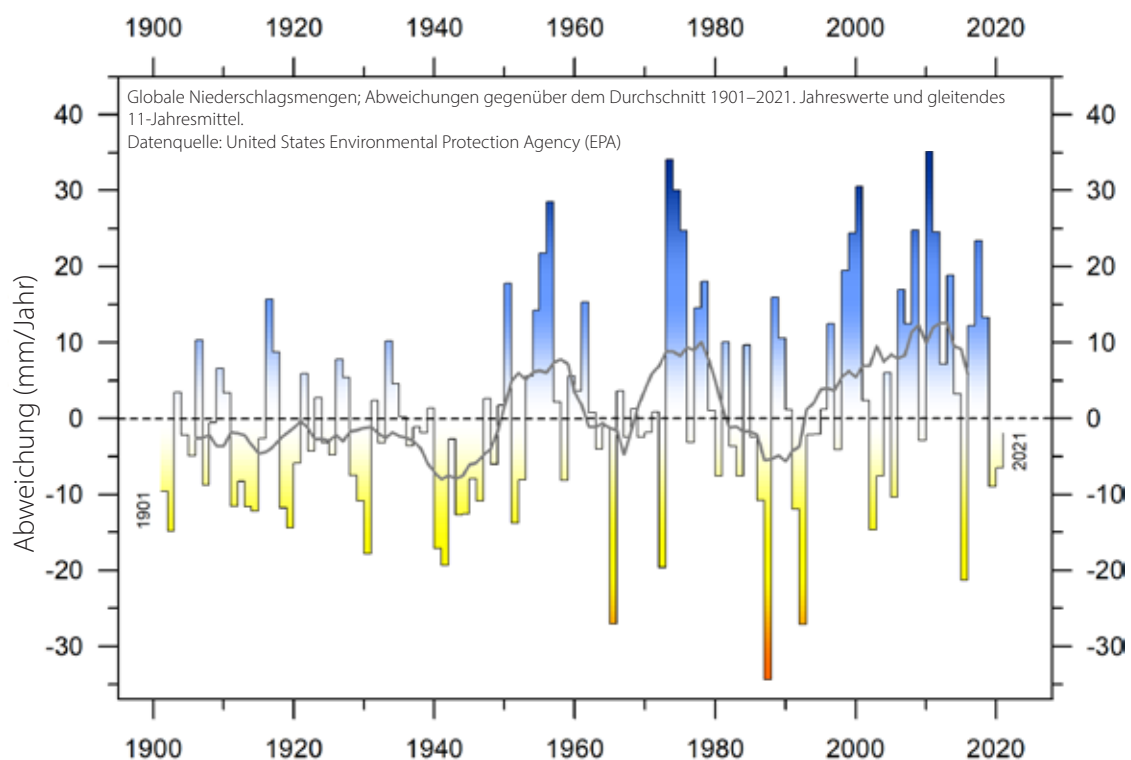 1900 1920 1940 1960 1980 2000 2020
Globale Niederschlagsmengen; Abweichungen gegenüber dem Durchschnitt 1901–2021. Jahreswerte und gleitendes
11-Jahresmittel.
Datenquelle: United States Environmental Protection Agency (EPA)
40 40
30 30
20 20
10 10
0 0
-10 -10
-20 -20
-30 -30
Abweichung (mm/Jahr)
1901
2021
1900 1920 1940 1960 1980 2000 2020